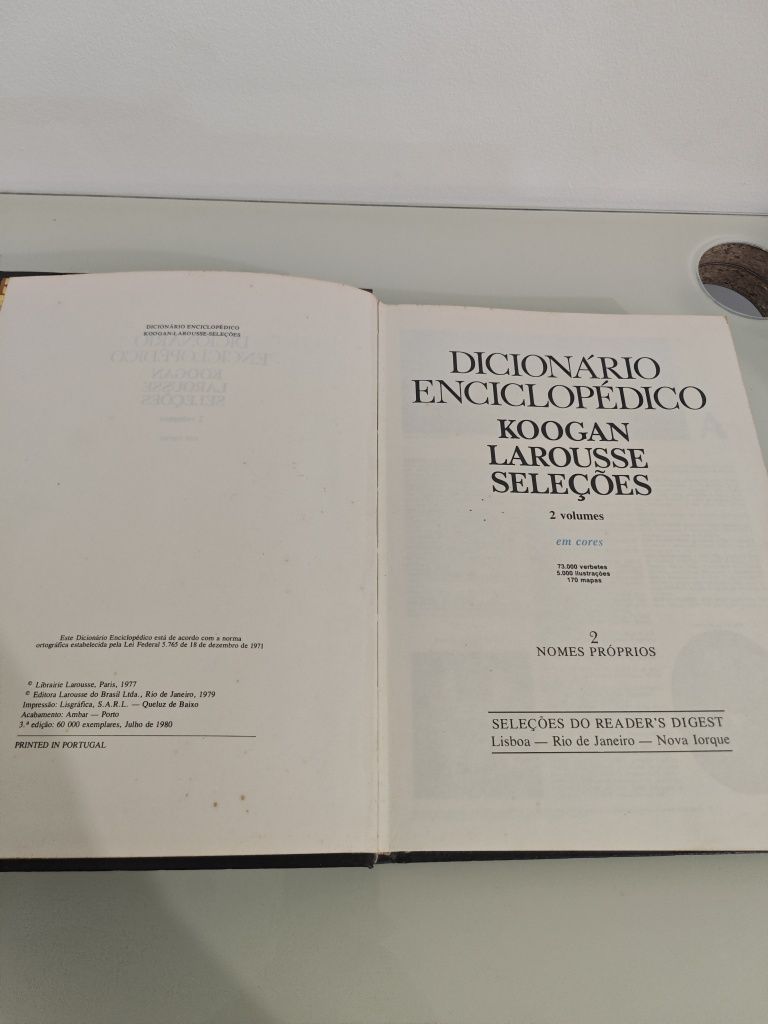 DICIONÁRIO ENCICLOPÉDICO
KOOGAN-LAROUSSE-SELEÇÕES
Este Dicionário Enciclopédico está de acordo com a norma
ortográfica estabelecida pela Lei Federal 5.765 de 18 de dezembro de 1971
© Librairie Larousse, Paris, 1977
© Editora Larousse do Brasil Ltda., Rio de Janeiro, 1979
Impressão: Lisgráfica, S.A.R.L. — Queluz de Baixo
Acabamento: Ambar — Porto
3.ª edição: 60 000 exemplares, Julho de 1980
PRINTED IN PORTUGAL
DICIONÁRIO
ENCICLOPÉDICO
KOOGAN
LAROUSSE
SELEÇÕES
2 volumes
em cores
73.000 verbetes
5.000 ilustrações
170 mapas
2
NOMES PRÓPRIOS
SELEÇÕES DO READER'S DIGEST
Lisboa — Rio de Janeiro — Nova Iorque